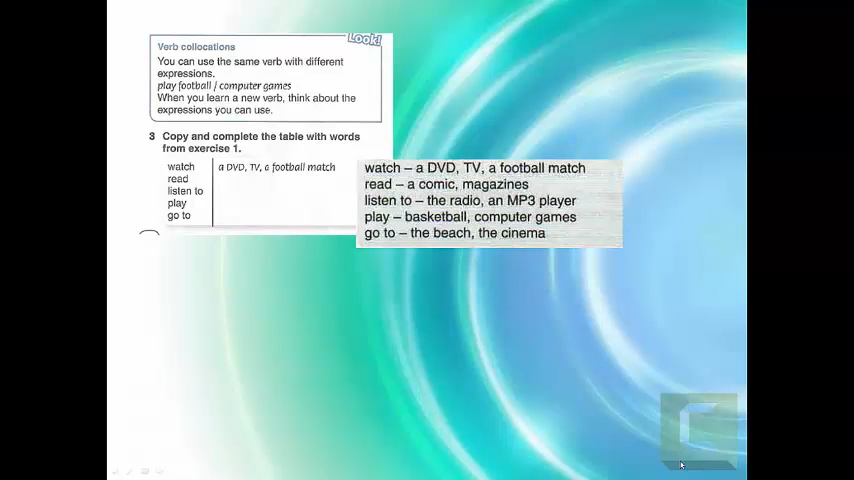 Look!
Verb collocations
You can use the same verb with different
expressions.
play football / computer games
When you learn a new verb, think about the
expressions you can use.
3 Copy and complete the table with words
from exercise 1.
watch a DVD, TV, a football match
read
listen to
play
go to
watch – a DVD, TV, a football match
read – a comic, magazines
listen to – the radio, an MP3 player
play – basketball, computer games
go to – the beach, the cinema